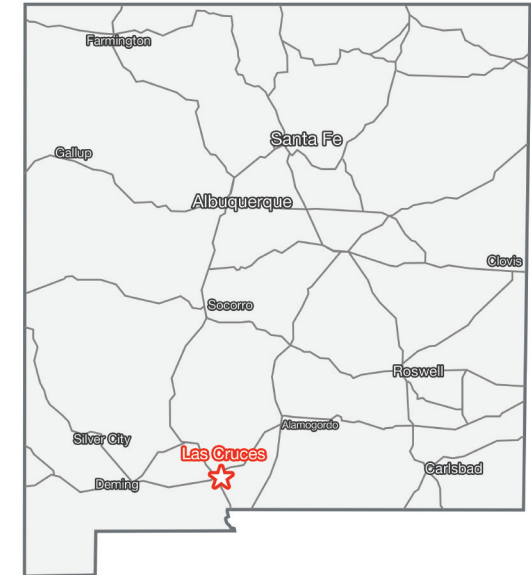 Farmington
Santa Fe
Gallup
Albuquerque
Clovis
Socorro
Roswell
Alamogordo
Silver City
Las Cruces
Carlsbad
Deming